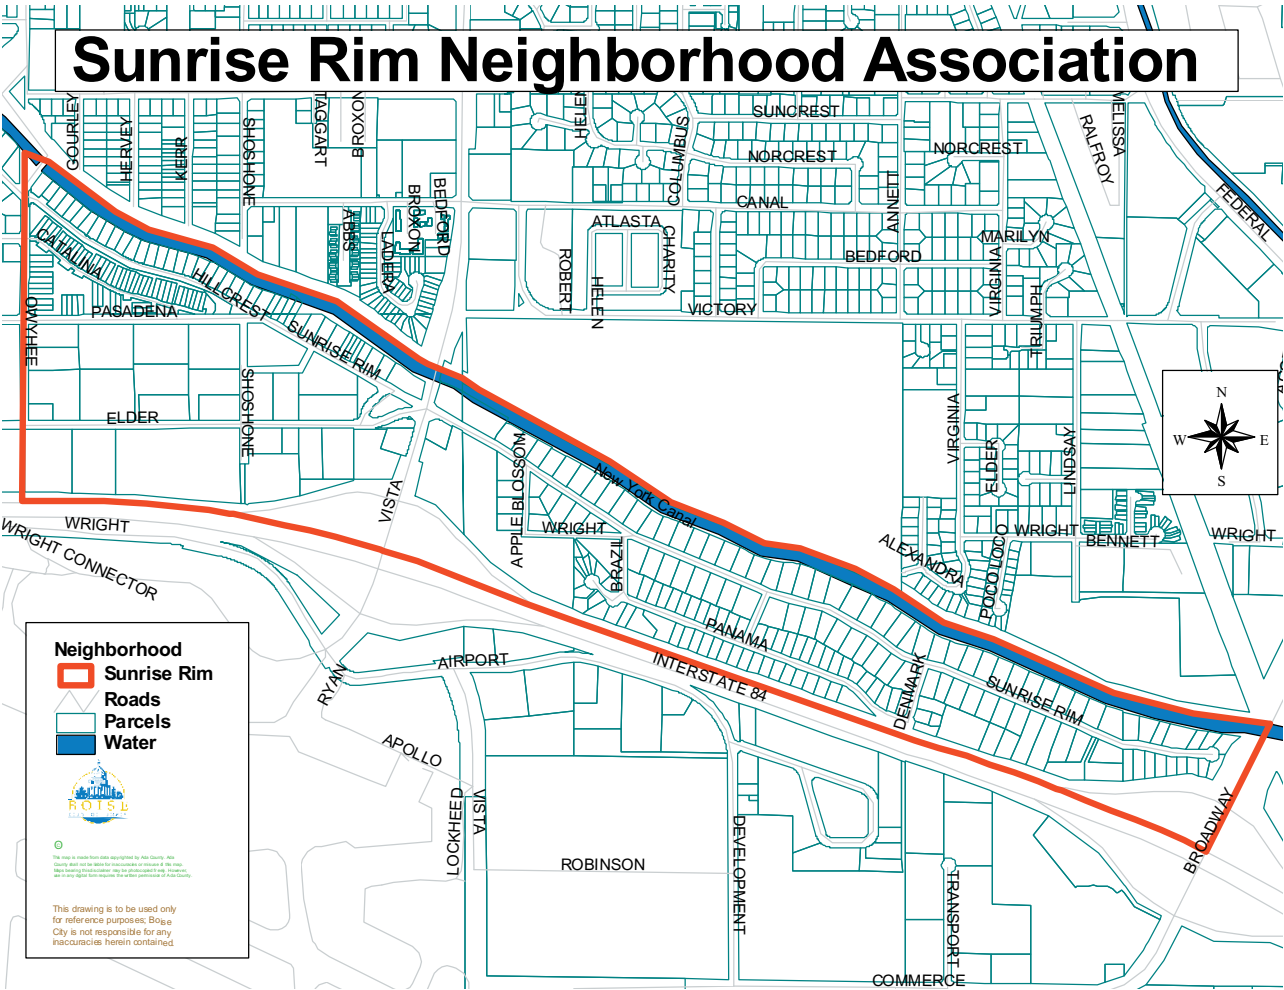 Sunrise Rim Neighborhood Association
GOURLEY
HERVEY
KERR
SHOSHONE
TAGGART
BROXON
HELEN
COLUMBUS
SUNCREST
NORCREST
NORCREST
RALFROY
MELISSA
FEDERAL
CANAL
ANNETT
ABBS
LADERA
BROXON
BEDFORD
ATLASTA
CHARITY
ROBERT
HELEN
VICTORY
BEDFORD
MARILYN
VIRGINIA
TRIUMPH
CATALINA
HILLCREST
OWYHEE
PASADENA
SUNRISE RIM
SHOSHONE
ELDER
N
W
E
S
VIRGINIA
ELDER
LINDSAY
VISTA
APPLE BLOSSOM
New York Canal
WRIGHT
WRIGHT CONNECTOR
WRIGHT
BRAZIL
ALEXANDRA
POCO LOCO
WRIGHT
BENNETT
WRIGHT
PANAMA
INTERSTATE 84
DENMARK
SUNRISE RIM
BROADWAY
RYAN
AIRPORT
APOLLO
LOCKHEED
VISTA
ROBINSON
DEVELOPMENT
TRANSPORT
COMMERCE
Neighborhood
Sunrise Rim
Roads
Parcels
Water
BOISE
This drawing is to be used only
for reference purposes; Boise
City is not responsible for any
inaccuracies herein contained.